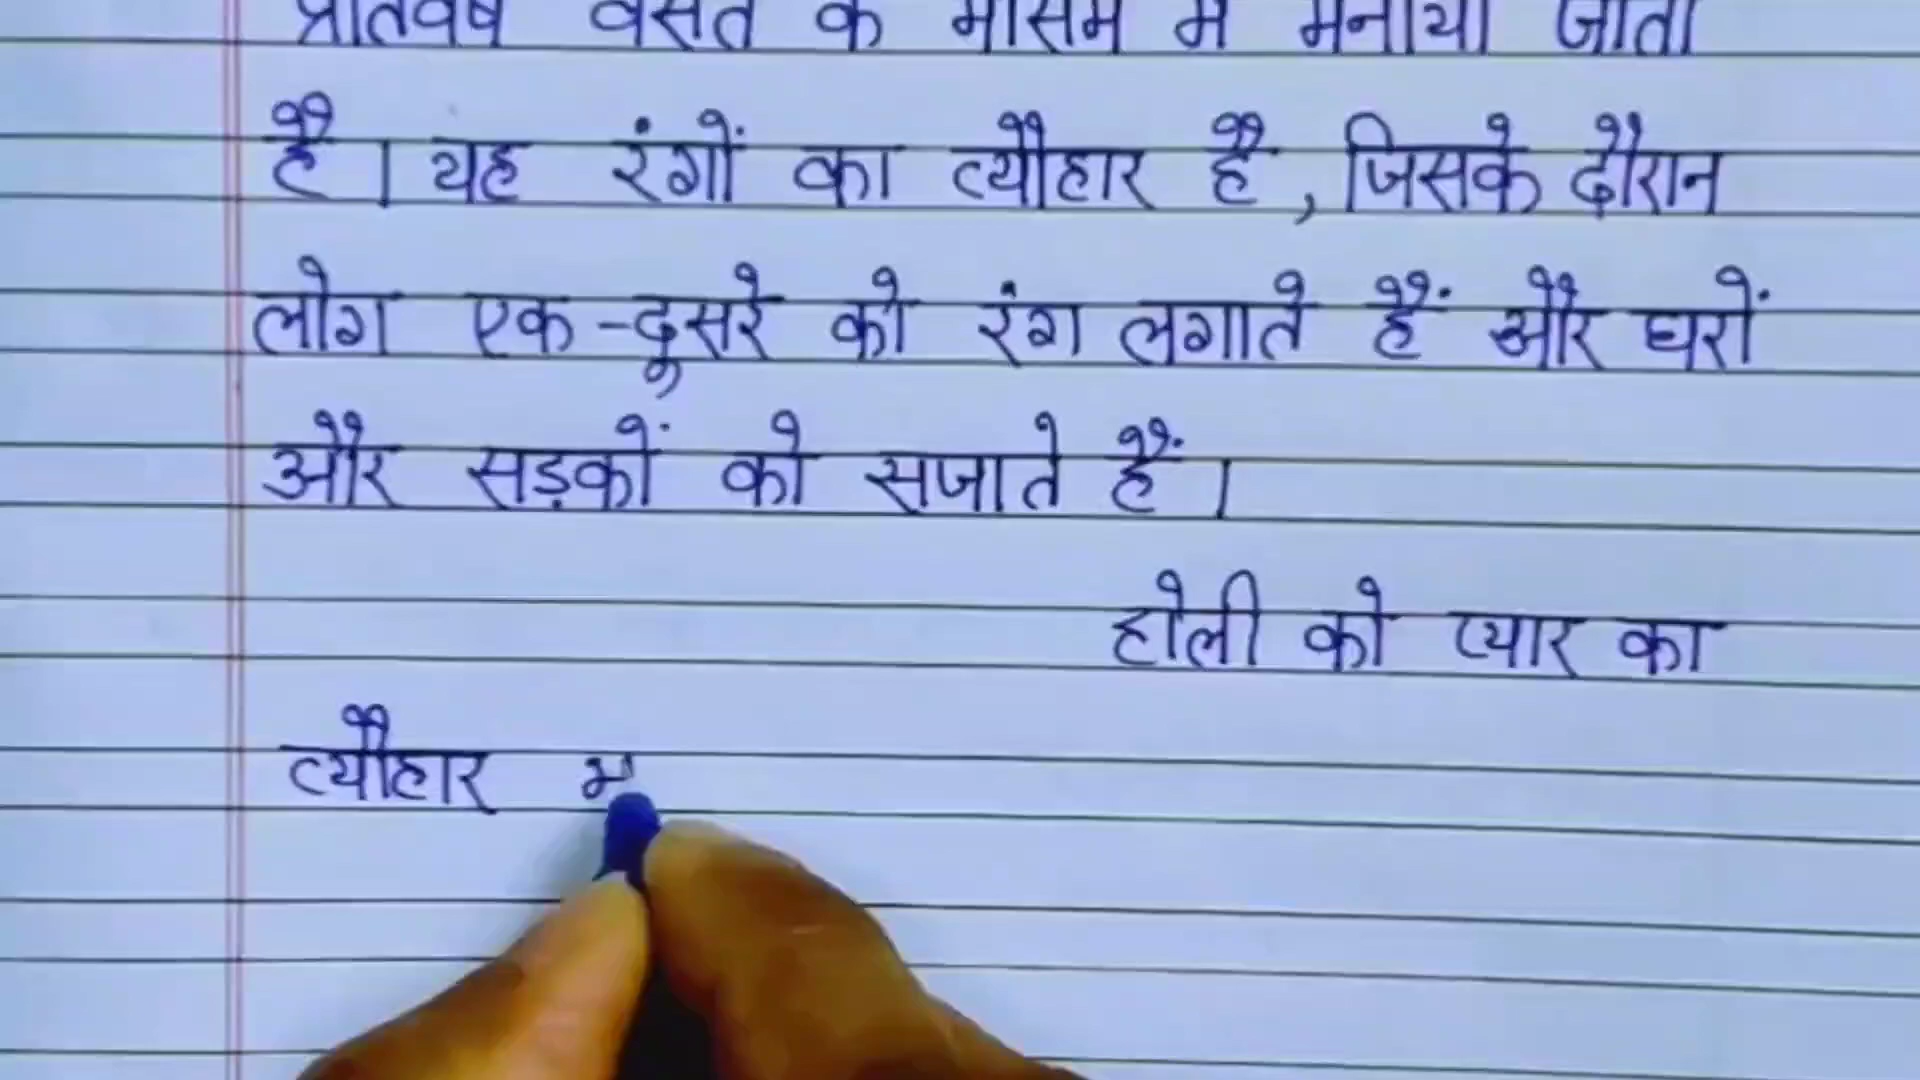 प्रतिवर्ष वसंत के मौसम में मनाया जाता
है। यह रंगों का त्यौहार है, जिसके दौरान
लोग एक-दूसरे को रंग लगाते हैं और घरों
और सड़कों को सजाते हैं।
होली को प्यार का
त्यौहार